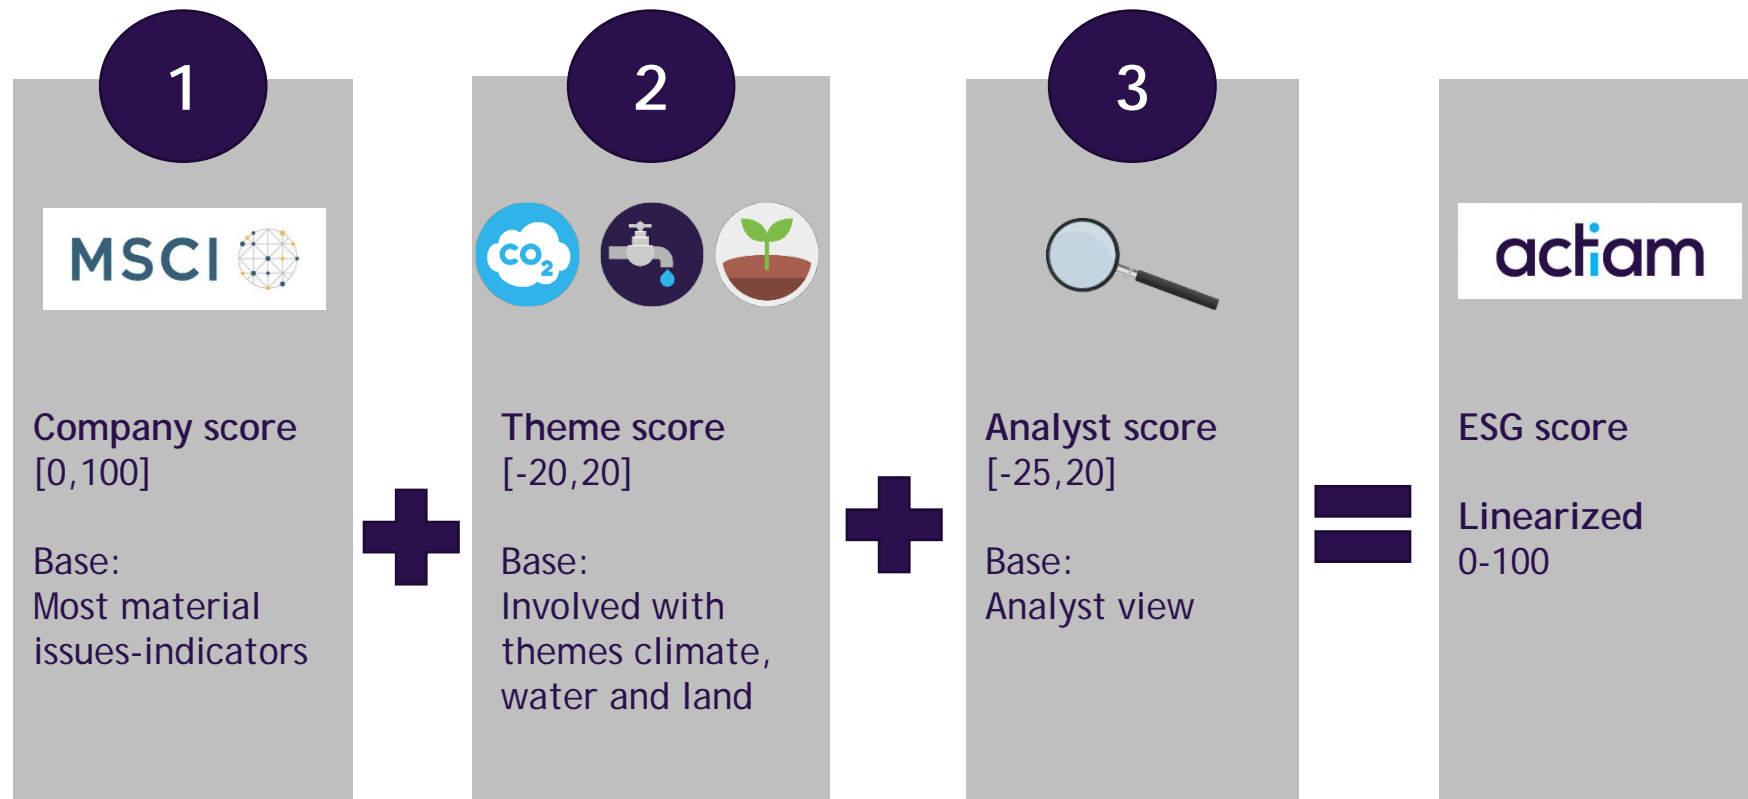 1
MSCI
Company score
[0,100]
Base:
Most material
issues-indicators
2
CO2
Theme score
[-20,20]
Base:
Involved with
themes climate,
water and land
3
Analyst score
[-25,20]
Base:
Analyst view
actiam
ESG score
Linearized
0-100